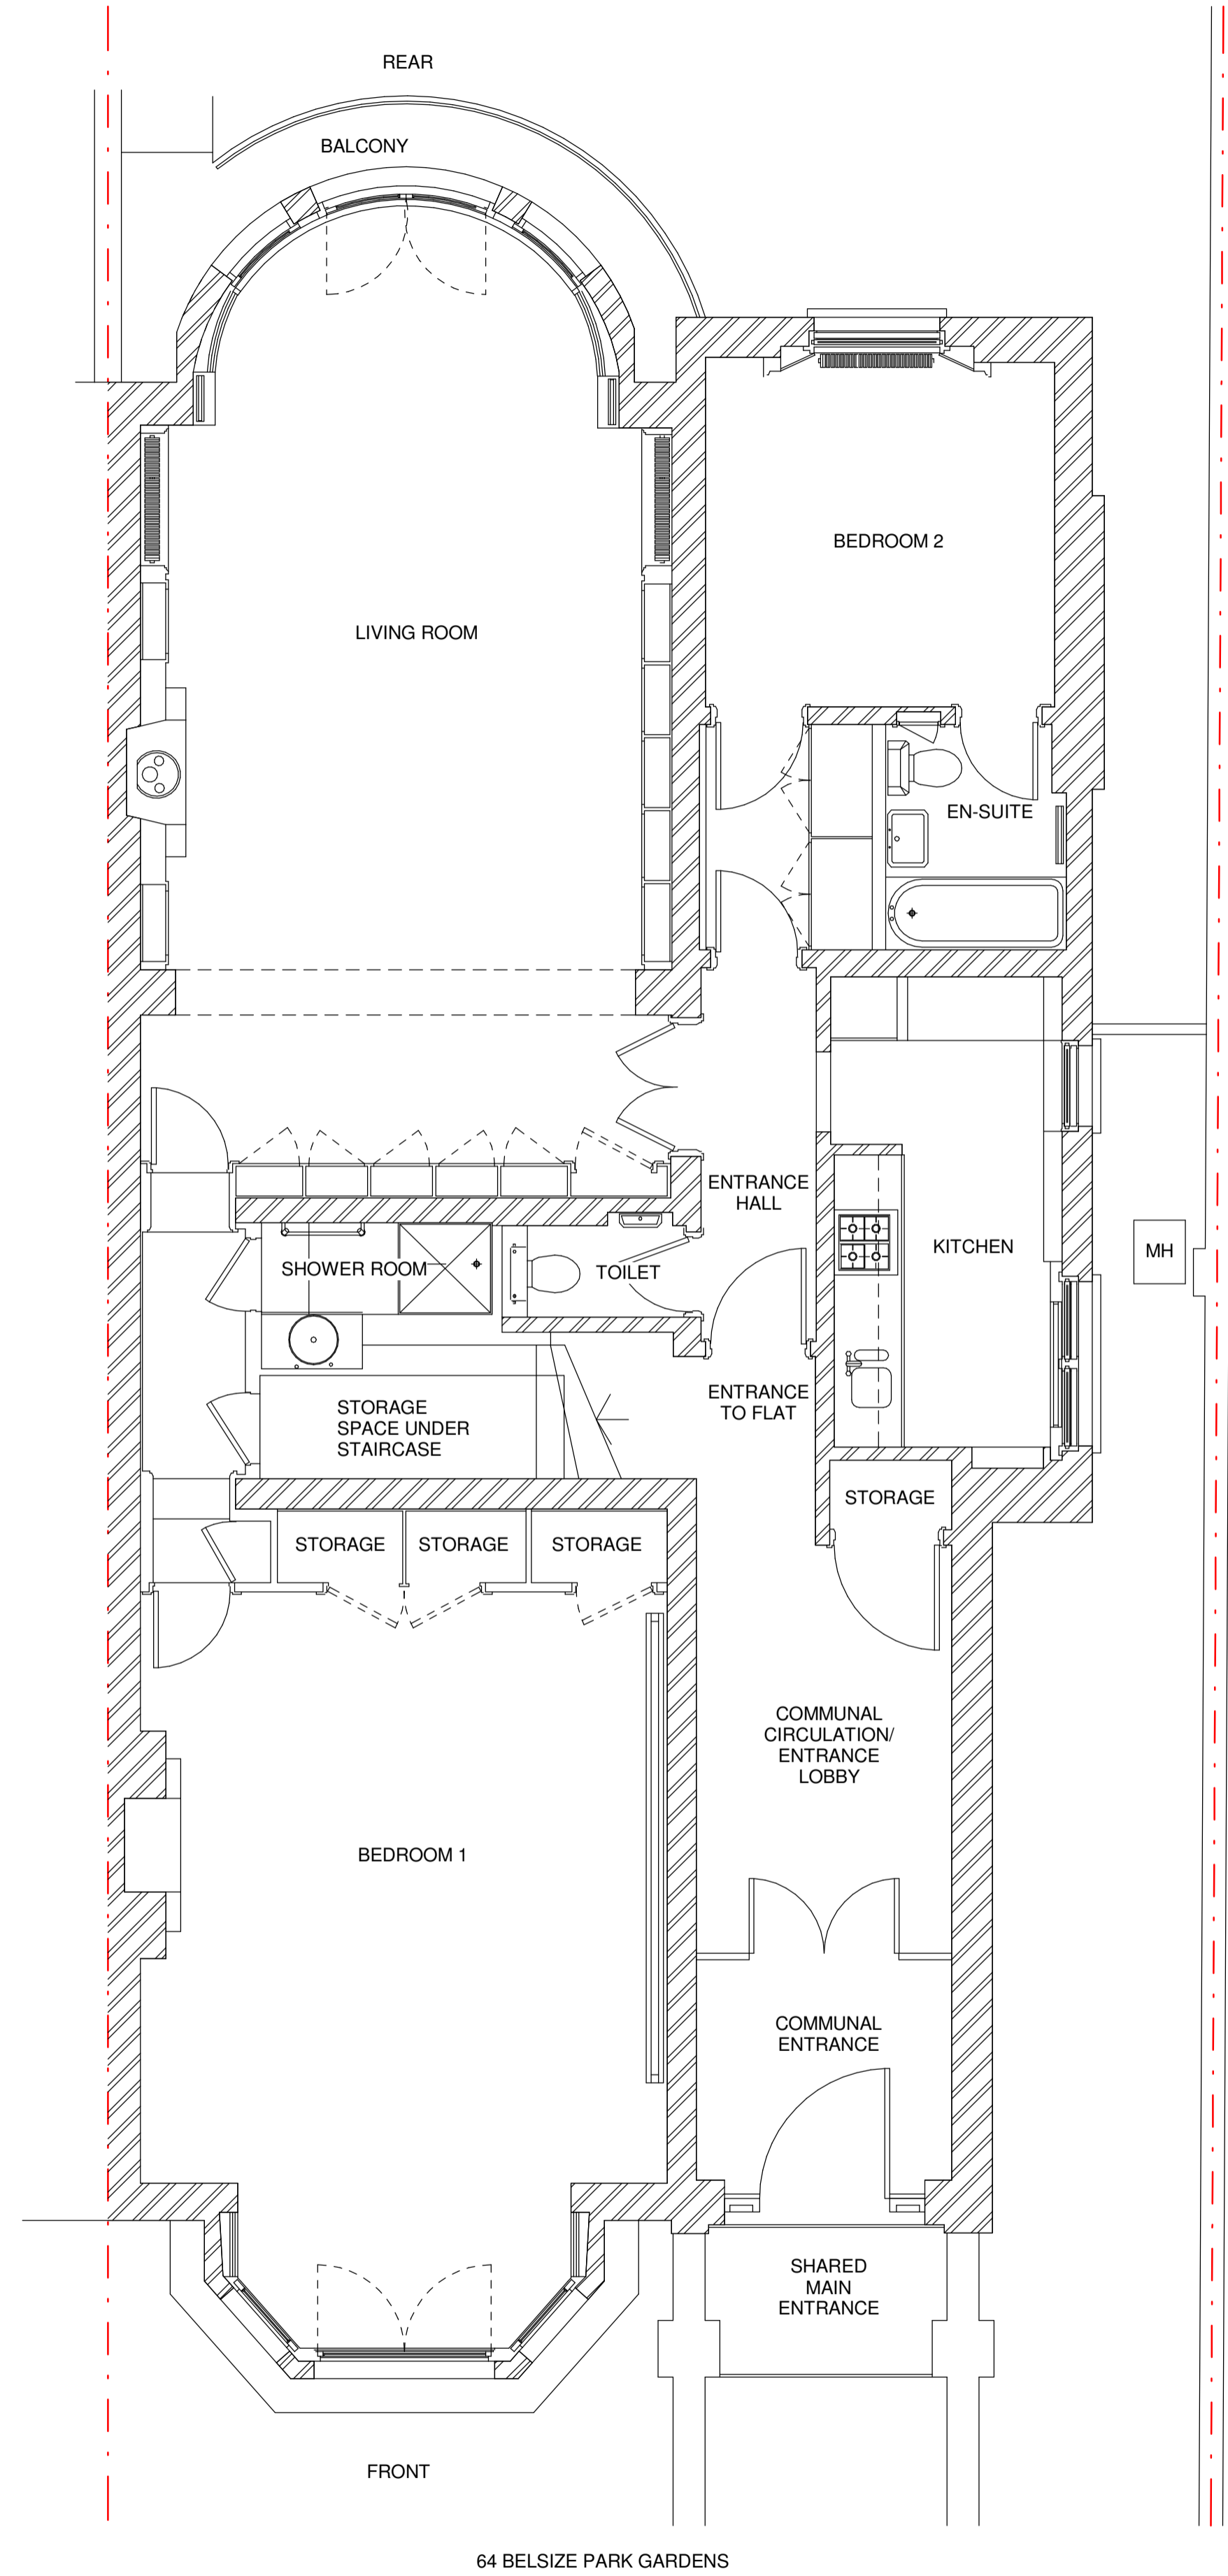 REAR
BALCONY
BEDROOM 2
LIVING ROOM
EN-SUITE
ENTRANCE
HALL
KITCHEN
MH
SHOWER ROOM
TOILET
ENTRANCE
TO FLAT
STORAGE
SPACE UNDER
STAIRCASE
STORAGE
STORAGE
STORAGE
STORAGE
COMMUNAL
CIRCULATION/
ENTRANCE
LOBBY
BEDROOM 1
COMMUNAL
ENTRANCE
SHARED
MAIN
ENTRANCE
FRONT
64 BELSIZE PARK GARDENS